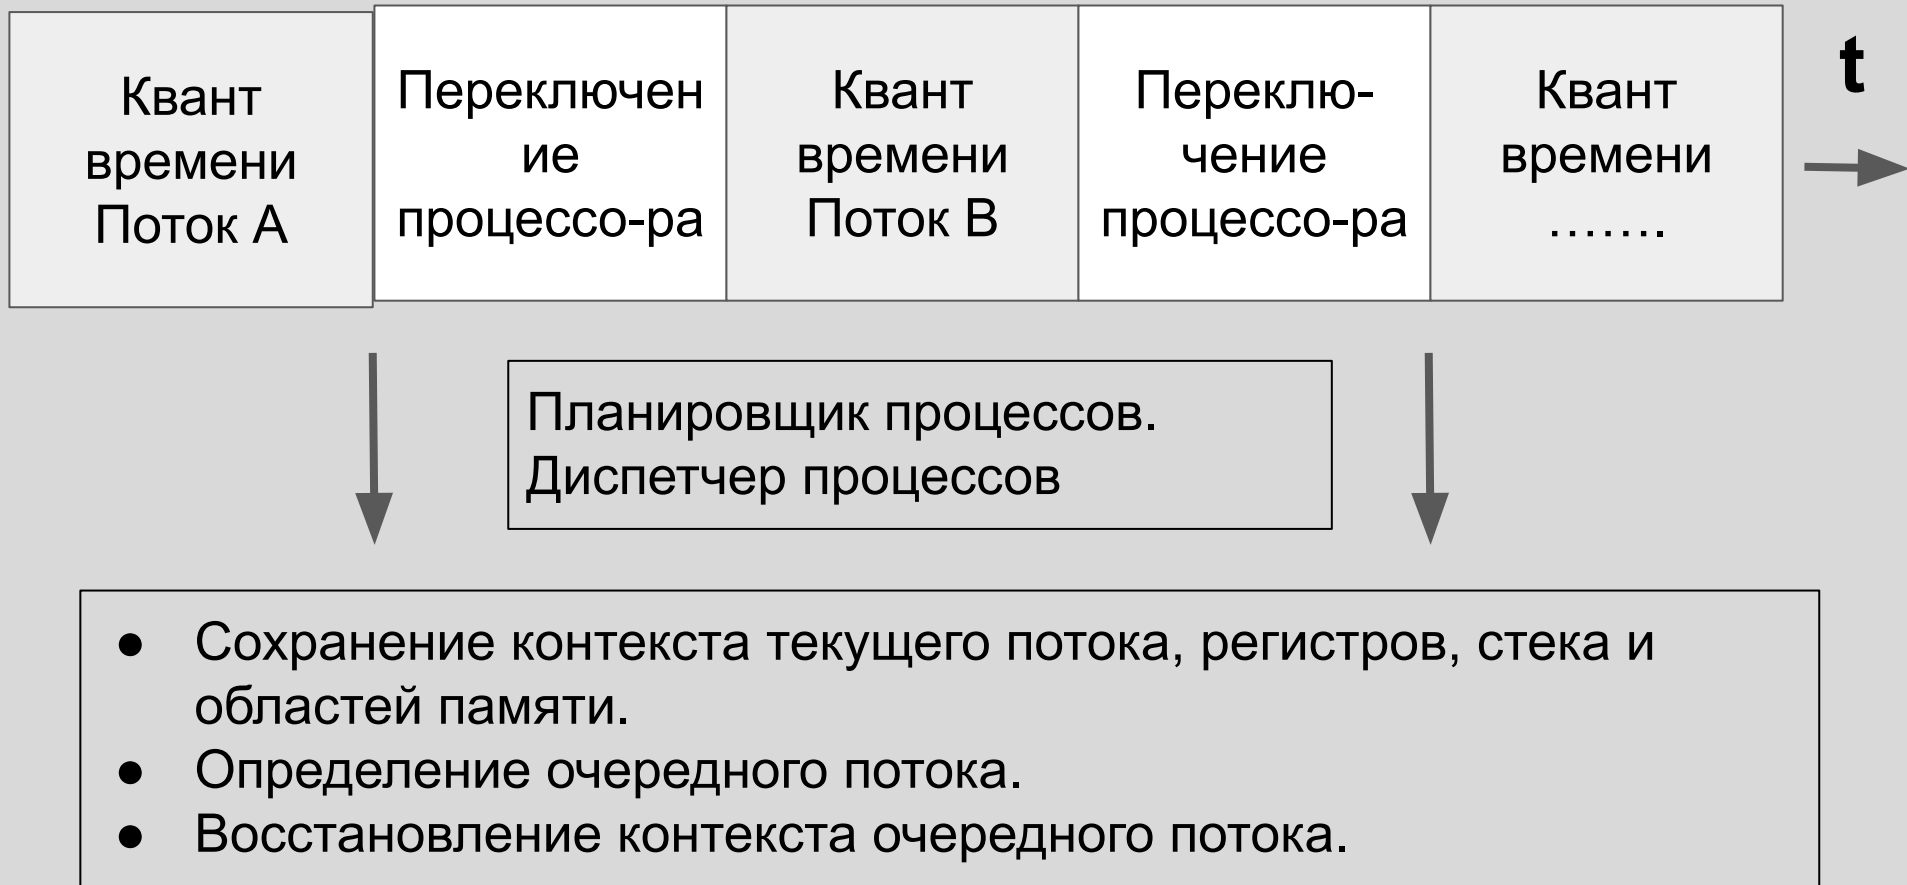 Квант
времени
Поток А
Переключен
ие
процессо-ра
Квант
времени
Поток В
Переклю-
чение
процессо-ра
Квант
времени
…….
t
Планировщик процессов.
Диспетчер процессов
● Сохранение контекста текущего потока, регистров, стека и
областей памяти.
● Определение очередного потока.
● Восстановление контекста очередного потока.